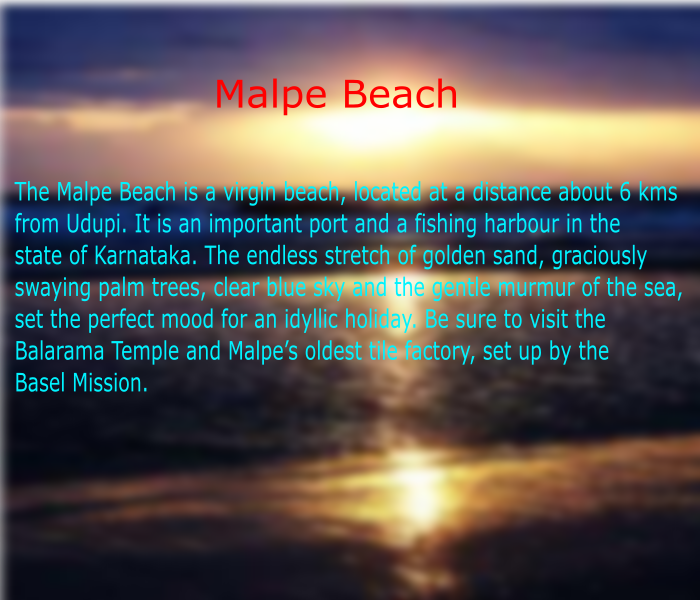 Malpe Beach
The Malpe Beach is a virgin beach, located at a distance about 6 kms
from Udupi. It is an important port and a fishing harbour in the
state of Karnataka. The endless stretch of golden sand, graciously
swaying palm trees, clear blue sky and the gentle murmur of the sea,
set the perfect mood for an idyllic holiday. Be sure to visit the
Balarama Temple and Malpe’s oldest tile factory, set up by the
Basel Mission.